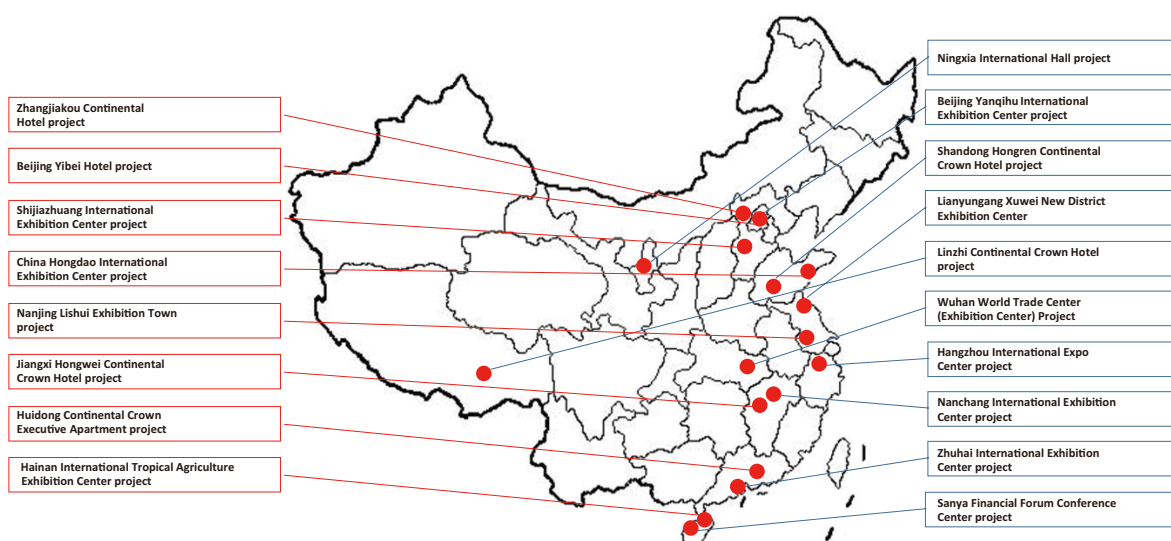 Zhangjiakou Continental
Hotel project
Beijing Yibei Hotel project
Shijiazhuang International
Exhibition Center project
China Hongdao International
Exhibition Center project
Nanjing Lishui Exhibition Town
project
Jiangxi Hongwei Continental
Crown Hotel project
Huidong Continental Crown
Executive Apartment project
Hainan International Tropical Agriculture
Exhibition Center project
Ningxia International Hall project
Beijing Yanqihu International
Exhibition Center project
Shandong Hongren Continental
Crown Hotel project
Lianyungang Xuwei New District
Exhibition Center
Linzhi Continental Crown Hotel
project
Wuhan World Trade Center
(Exhibition Center) Project
Hangzhou International Expo
Center project
Nanchang International Exhibition
Center project
Zhuhai International Exhibition
Center project
Sanya Financial Forum Conference
Center project